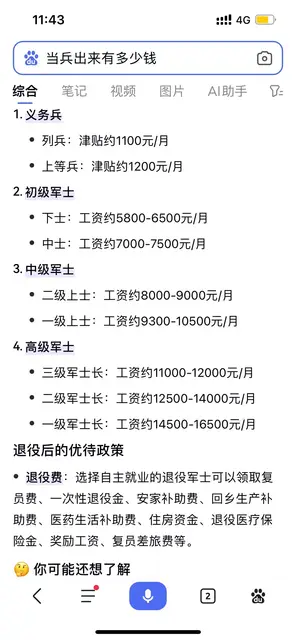 11:43
4G
当兵出来有多少钱
综合 笔记 视频 图片 AI助手
1. 义务兵
• 列兵：津贴约1100元/月
• 上等兵：津贴约1200元/月
2. 初级军士
• 下士：工资约5800-6500元/月
• 中士：工资约7000-7500元/月
3. 中级军士
• 二级上士：工资约8000-9000元/月
• 一级上士：工资约9300-10500元/月
4. 高级军士
• 三级军士长：工资约11000-12000元/月
• 二级军士长：工资约12500-14000元/月
• 一级军士长：工资约14500-16500元/月
退役后的优待政策
• 退役费：选择自主就业的退役军士可以领取复
员费、一次性退役金、安家补助费、回乡生产补
助费、医药生活补助费、住房资金、退役医疗保
险金、奖励工资、复员差旅费等。
🤔 你可能还想了解
2